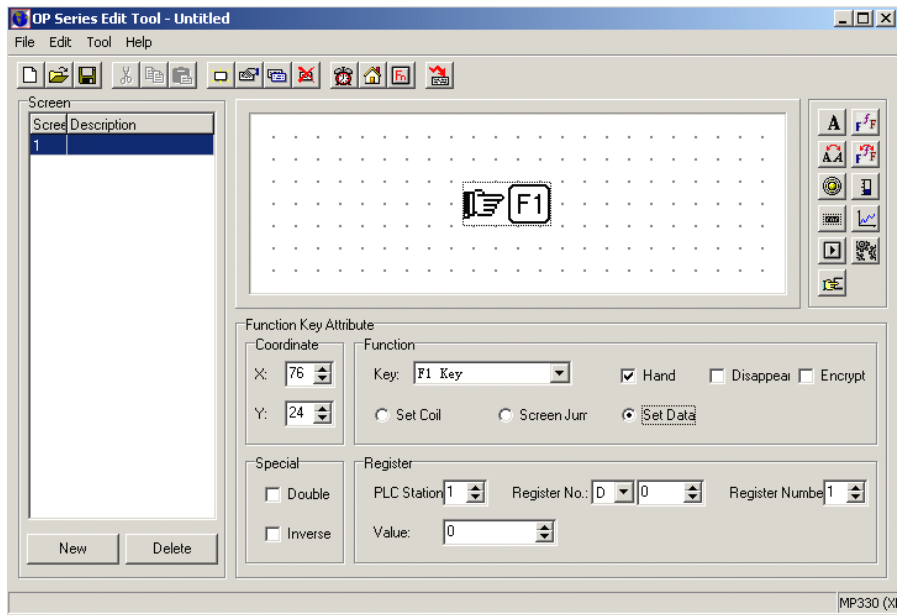 OP Series Edit Tool - Untitled
File Edit Tool Help
Fn
Screen
Scree Description
1
F1
A F f F
A A F F
Function Key Attribute
Coordinate
X: 76
Y: 24
Function
Key: F1 Key Hand Disappear Encrypt
Set Coil Screen Jum Set Data
Special
Double
Inverse
Register
PLC Station 1 Register No.: D 0 Register Numbe 1
Value: 0
New Delete
MP330 (XI